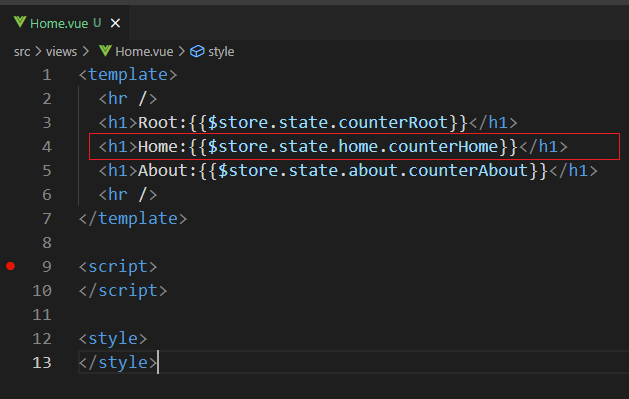 Home.vue U ×
src > views > Home.vue > style
1 <template>
2 <hr />
3 <h1>Root:{{$store.state.counterRoot}}</h1>
4 <h1>Home:{{$store.state.home.counterHome}}</h1>
5 <h1>About:{{$store.state.about.counterAbout}}</h1>
6 <hr />
7 </template>
8
9 <script>
10 </script>
11
12 <style>
13 </style>